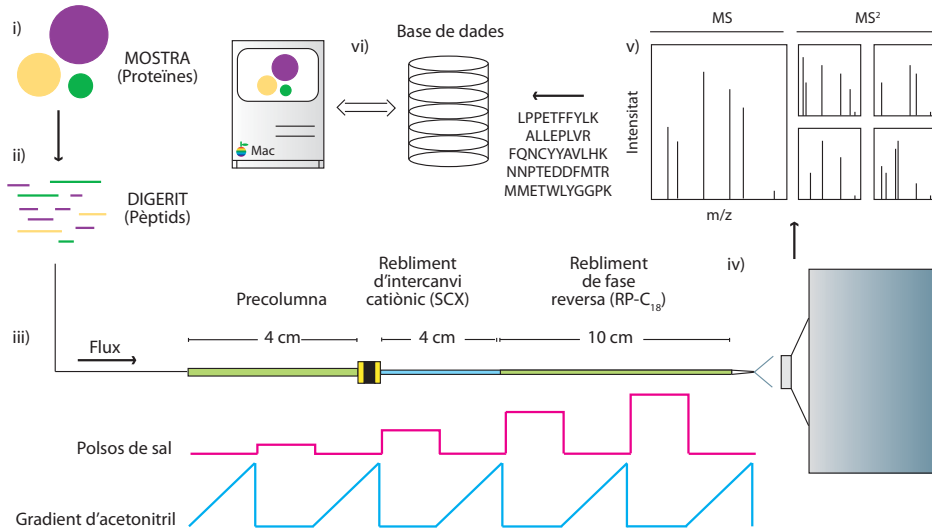 i)
MOSTRA
(Proteïnes)
ii)
DIGERIT
(Pèptids)
vi)
Mac
Base de dades
LPPETFFYLK
ALLEPLVR
FQNCYYAVLHK
NNPTEDDFMTR
MMETWLYGGPK
v)
MS
MS²
Intensitat
m/z
iv)
iii)
Flux
Precolumna
4 cm
Rebliment
d'intercanvi
catiònic (SCX)
4 cm
Rebliment
de fase
reversa (RP-C₁₈)
10 cm
Polsos de sal
Gradient d'acetonitril